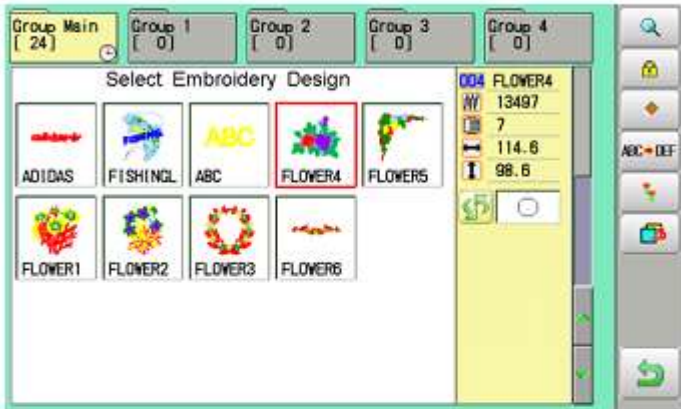 Group Main
[ 24]
Group 1
[ 0]
Group 2
[ 0]
Group 3
[ 0]
Group 4
[ 0]
Select Embroidery Design
004 FLOWER4
13497
7
114.6
98.6
ABC
ADIDAS
FISHINGL
ABC
FLOWER4
FLOWER5
FLOWER1
FLOWER2
FLOWER3
FLOWER6
ABC DEF